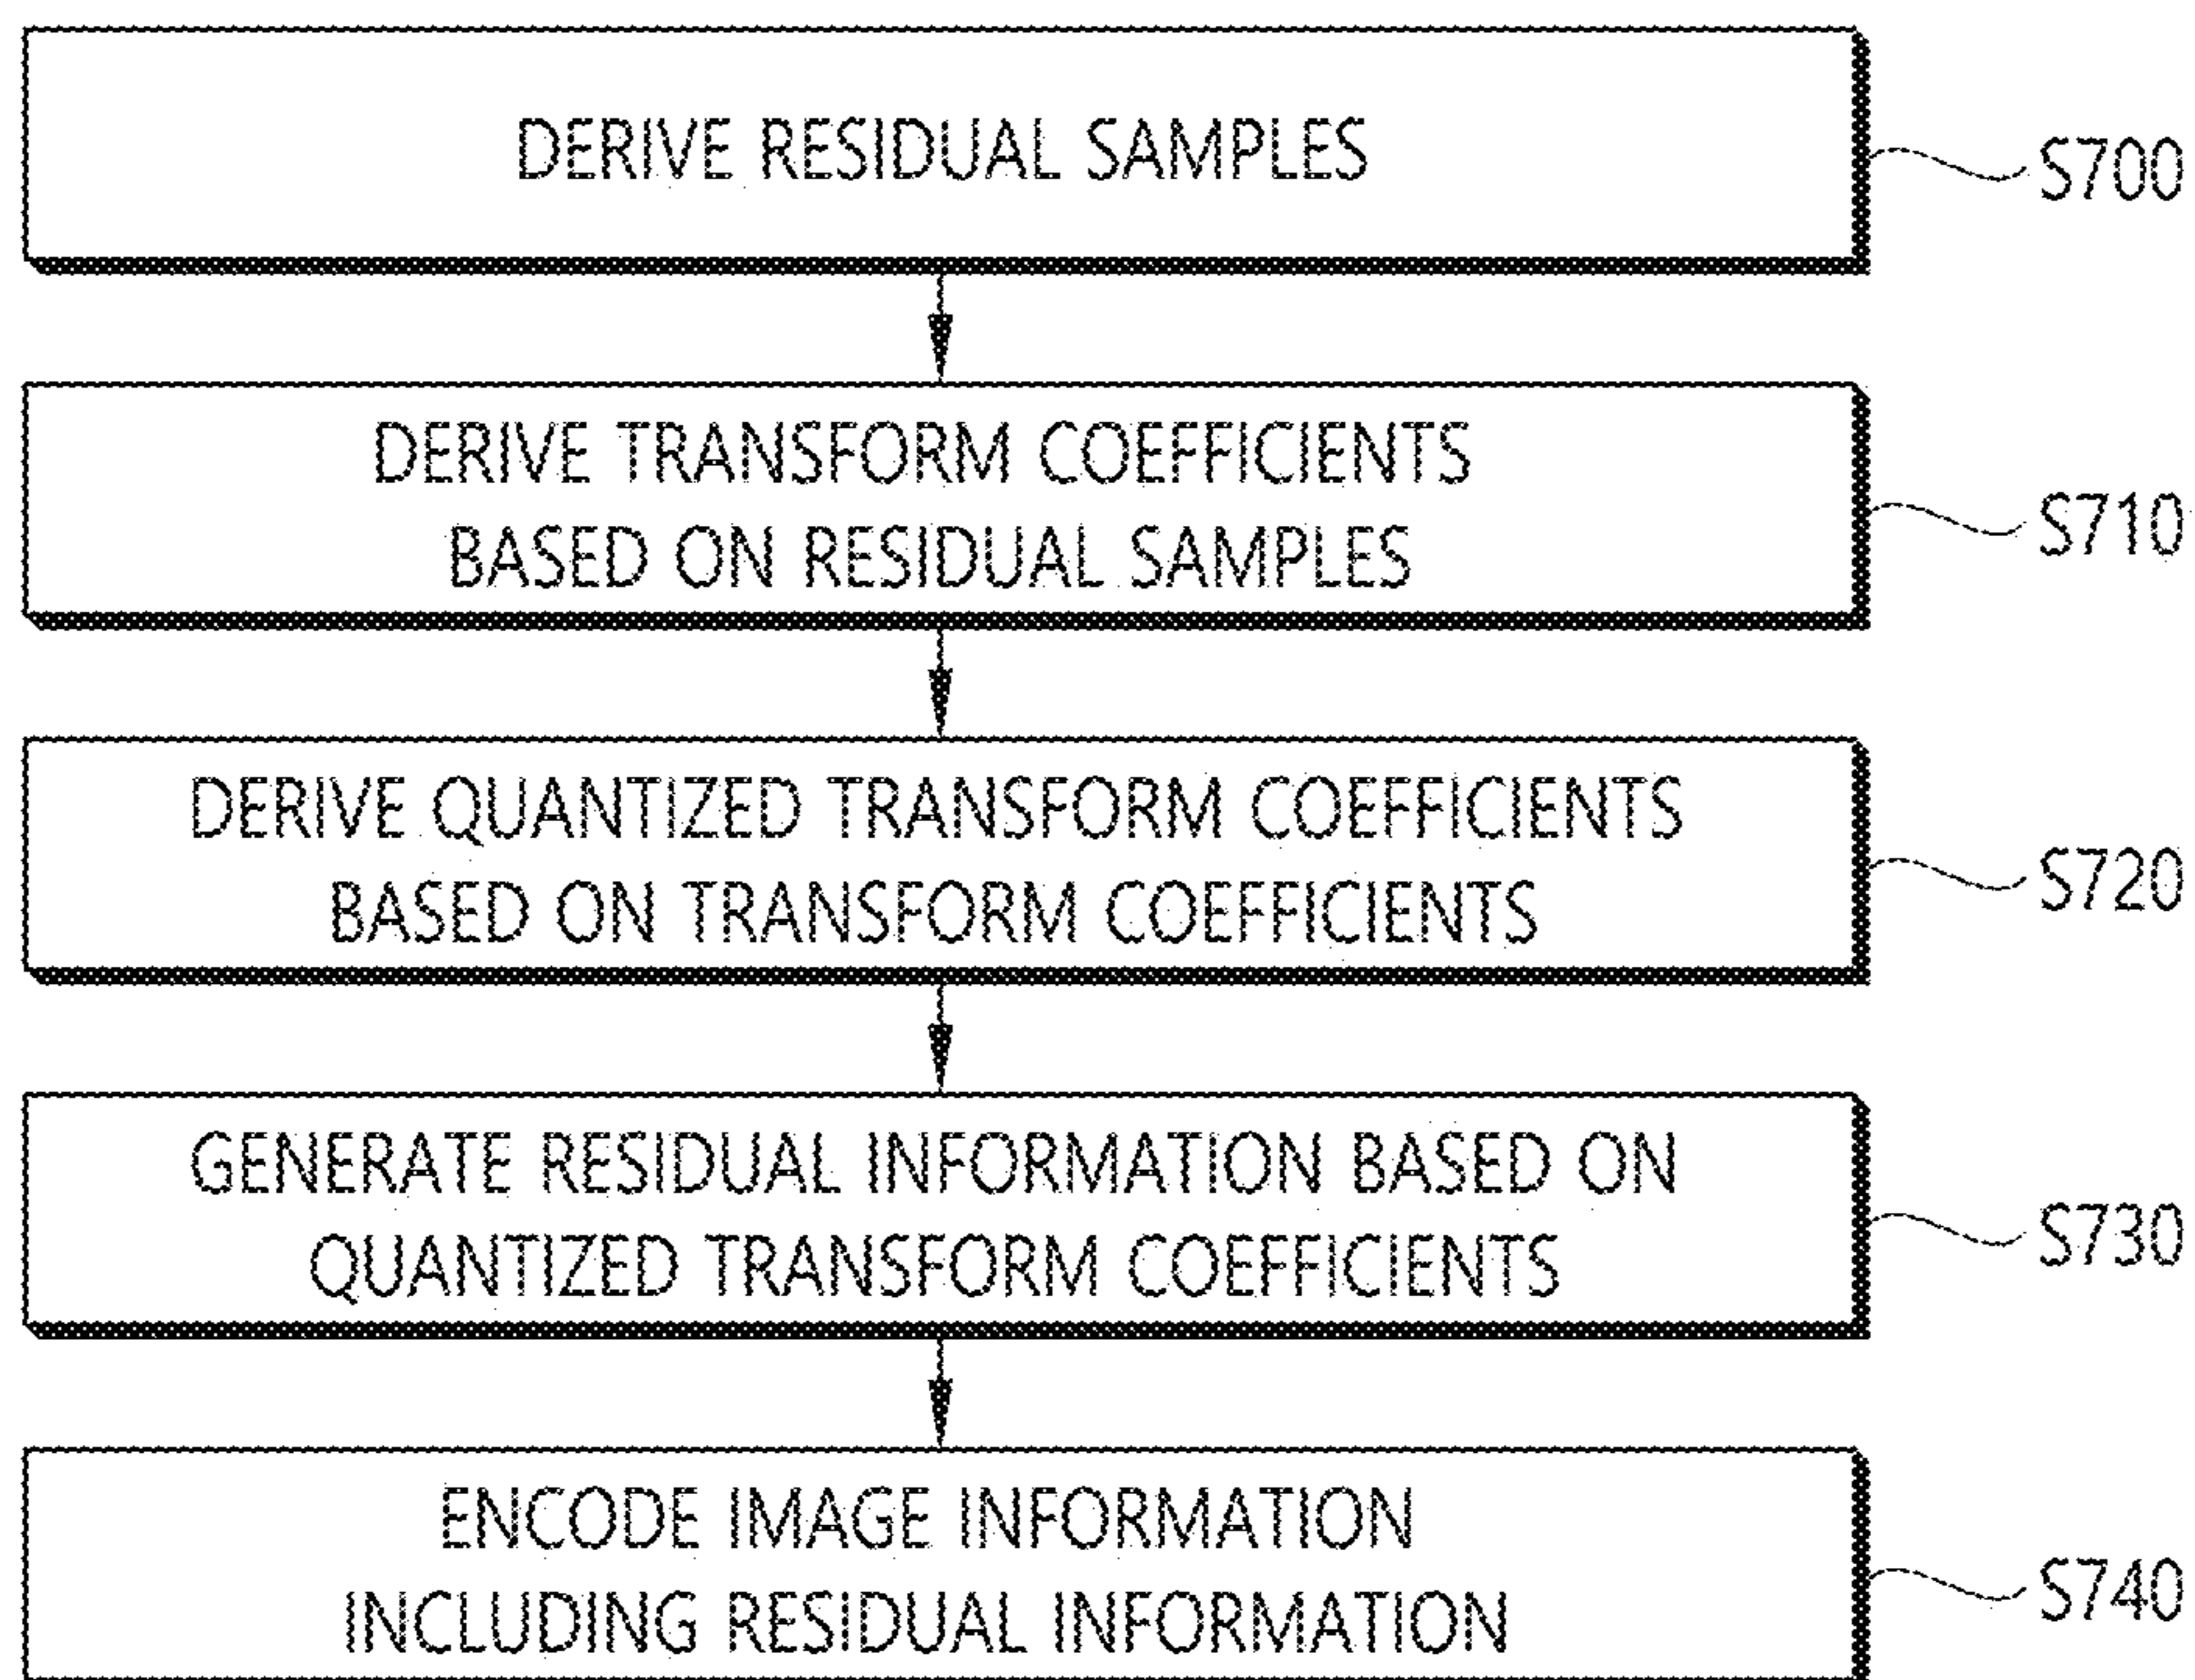 DERIVE RESIDUAL SAMPLES
S700
DERIVE TRANSFORM COEFFICIENTS
BASED ON RESIDUAL SAMPLES
S710
DERIVE QUANTIZED TRANSFORM COEFFICIENTS
BASED ON TRANSFORM COEFFICIENTS
S720
GENERATE RESIDUAL INFORMATION BASED ON
QUANTIZED TRANSFORM COEFFICIENTS
S730
ENCODE IMAGE INFORMATION
INCLUDING RESIDUAL INFORMATION
S740